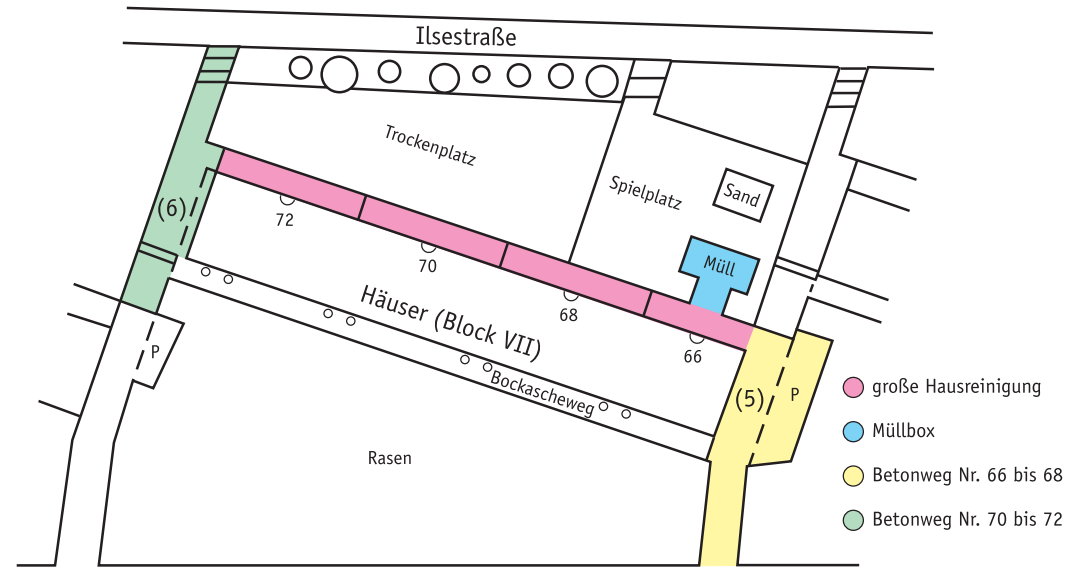 Ilsestraße
Trockenplatz
Spielplatz
Sand
(6)
72
Müll
70
Häuser (Block VII)
68
66
P
Bockascheweg
(5)
P
Rasen
große Hausreinigung
Müllbox
Betonweg Nr. 66 bis 68
Betonweg Nr. 70 bis 72